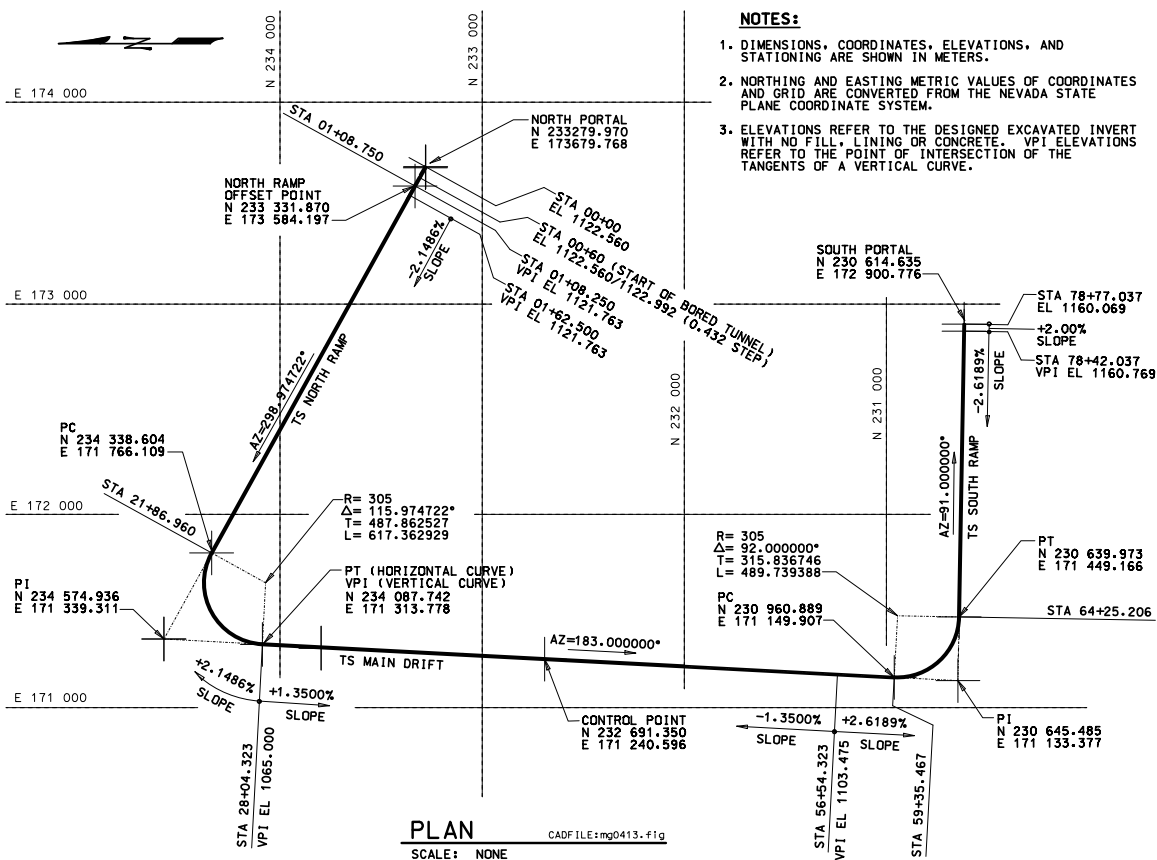 NOTES:
1. DIMENSIONS, COORDINATES, ELEVATIONS, AND
STATIONING ARE SHOWN IN METERS.
2. NORTHING AND EASTING METRIC VALUES OF COORDINATES
AND GRID ARE CONVERTED FROM THE NEVADA STATE
PLANE COORDINATE SYSTEM.
3. ELEVATIONS REFER TO THE DESIGNED EXCAVATED INVERT
WITH NO FILL, LINING OR CONCRETE. VPI ELEVATIONS
REFER TO THE POINT OF INTERSECTION OF THE
TANGENTS OF A VERTICAL CURVE.
N
N 234 000
N 233 000
E 174 000
STA 01+08.750
NORTH PORTAL
N 233279.970
E 173679.768
NORTH RAMP
OFFSET POINT
N 233 331.870
E 173 584.197
STA 00+00
EL 1122.560
STA 00+60 (START OF BORED TUNNEL)
EL 1122.560/1122.992 (0.432 STEP)
STA 01+08.250
VPI EL 1121.763
STA 01+62.500
VPI EL 1121.763
-2.1486%
SLOPE
SOUTH PORTAL
N 230 614.635
E 172 900.776
E 173 000
STA 78+77.037
EL 1160.069
+2.00%
SLOPE
STA 78+42.037
VPI EL 1160.769
-2.6189%
SLOPE
N 232 000
N 231 000
AZ=298.974722°
TS NORTH RAMP
PC
N 234 338.604
E 171 766.109
STA 21+86.960
E 172 000
R= 305
Δ= 115.974722°
T= 487.862527
L= 617.362929
AZ=91.000000°
TS SOUTH RAMP
R= 305
Δ= 92.000000°
T= 315.836746
L= 489.739388
PT
N 230 639.973
E 171 449.166
PI
N 234 574.936
E 171 339.311
PT (HORIZONTAL CURVE)
VPI (VERTICAL CURVE)
N 234 087.742
E 171 313.778
PC
N 230 960.889
E 171 149.907
STA 64+25.206
AZ=183.000000°
TS MAIN DRIFT
+2.1486%
SLOPE
+1.3500%
SLOPE
E 171 000
CONTROL POINT
N 232 691.350
E 171 240.596
-1.3500%
SLOPE
+2.6189%
SLOPE
PI
N 230 645.485
E 171 133.377
STA 28+04.323
VPI EL 1065.000
STA 56+54.323
VPI EL 1103.475
STA 59+35.467
PLAN
CADFILE:mg0413.fig
SCALE: NONE